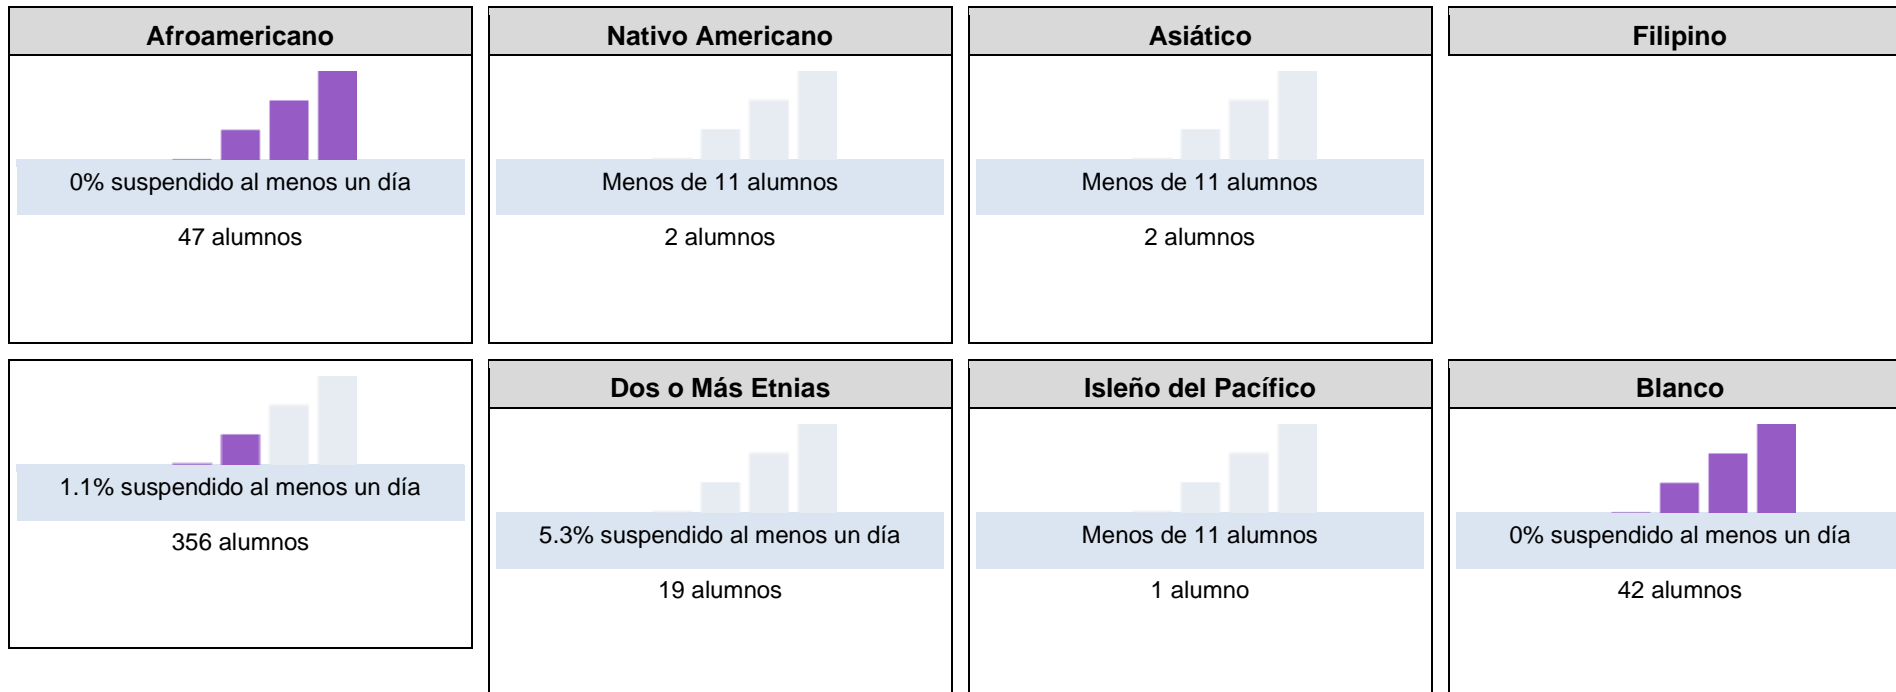 Afroamericano
0% suspendido al menos un día
47 alumnos
Nativo Americano
Menos de 11 alumnos
2 alumnos
Asiático
Menos de 11 alumnos
2 alumnos
Filipino
1.1% suspendido al menos un día
356 alumnos
Dos o Más Etnias
5.3% suspendido al menos un día
19 alumnos
Isleño del Pacífico
Menos de 11 alumnos
1 alumno
Blanco
0% suspendido al menos un día
42 alumnos